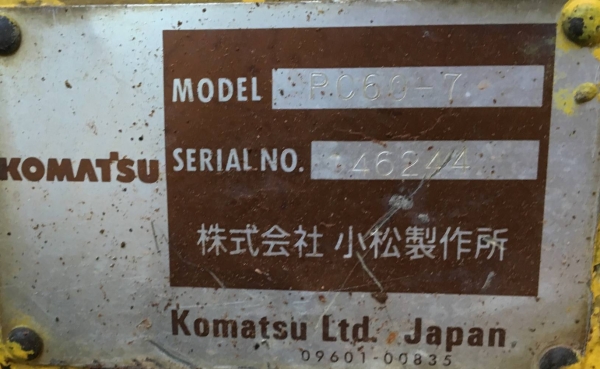 MODEL PC60-7
KOMATSU
SERIAL NO. 46244
株式会社 小松製作所
Komatsu Ltd. Japan
09601-00835